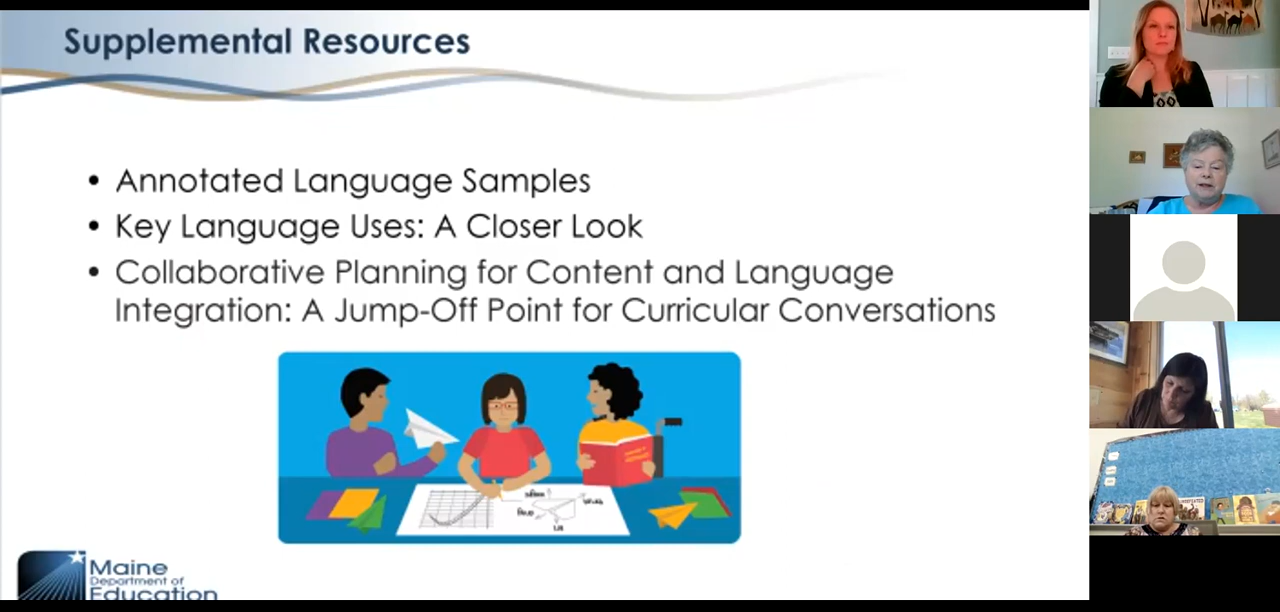 Supplemental Resources
• Annotated Language Samples
• Key Language Uses: A Closer Look
• Collaborative Planning for Content and Language
Integration: A Jump-Off Point for Curricular Conversations
Maine
Department of
Education